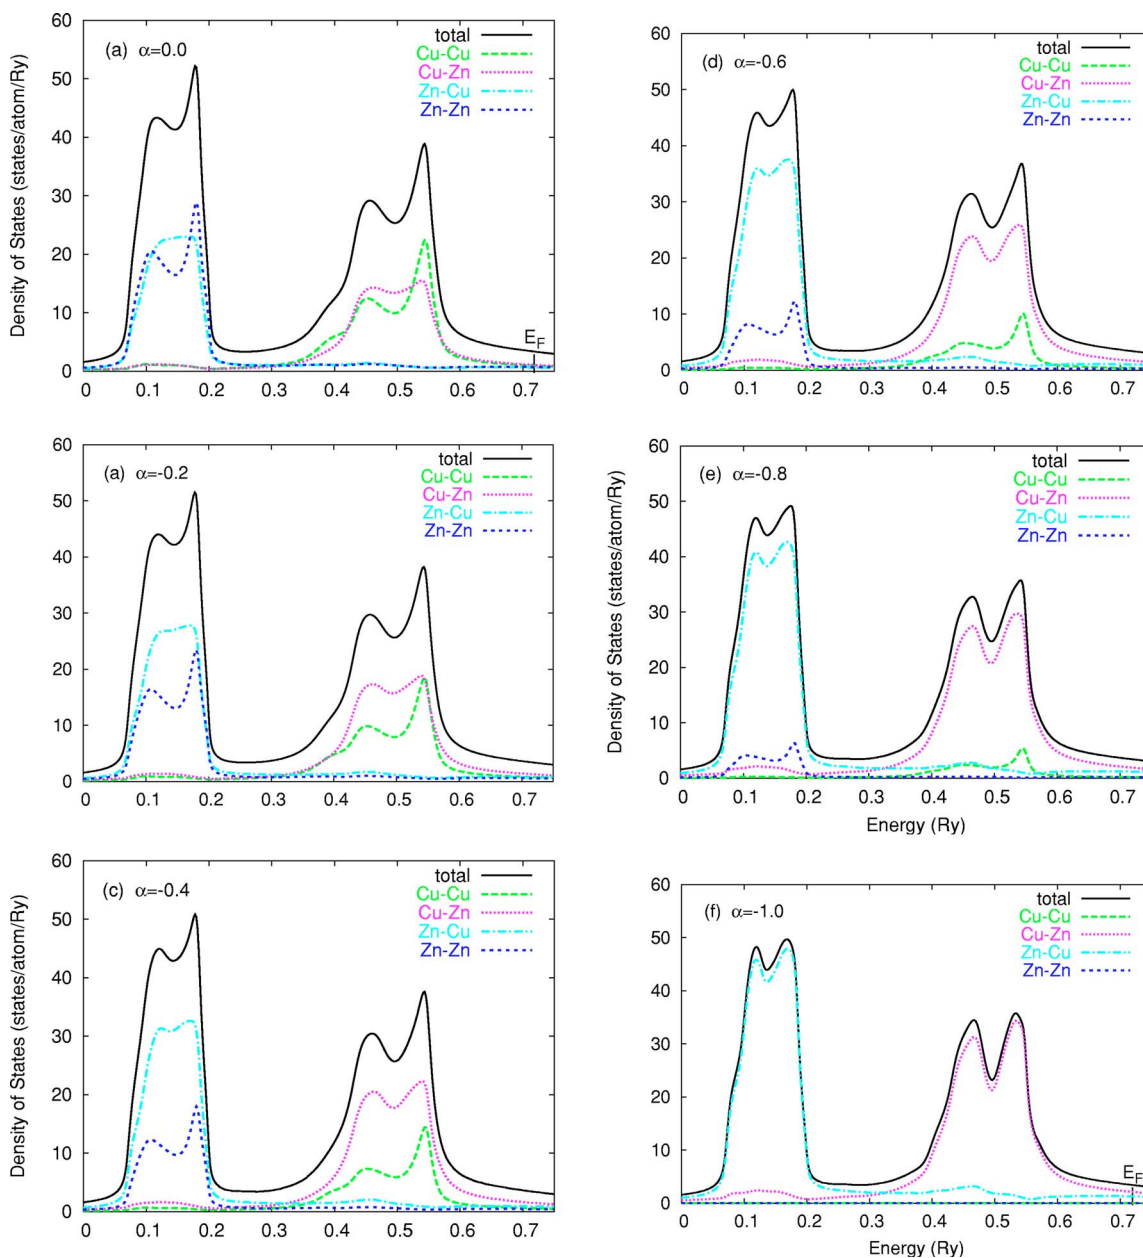 Density of States (states/atom/Ry)
60
50
40
30
20
10
0
(a) α=0.0
total
Cu-Cu
Cu-Zn
Zn-Cu
Zn-Zn
EF
0 0.1 0.2 0.3 0.4 0.5 0.6 0.7
60
50
40
30
20
10
0
(a) α=-0.2
total
Cu-Cu
Cu-Zn
Zn-Cu
Zn-Zn
0 0.1 0.2 0.3 0.4 0.5 0.6 0.7
Density of States (states/atom/Ry)
60
50
40
30
20
10
0
(c) α=-0.4
total
Cu-Cu
Cu-Zn
Zn-Cu
Zn-Zn
0 0.1 0.2 0.3 0.4 0.5 0.6 0.7
60
50
40
30
20
10
0
(d) α=-0.6
total
Cu-Cu
Cu-Zn
Zn-Cu
Zn-Zn
0 0.1 0.2 0.3 0.4 0.5 0.6 0.7
Density of States (states/atom/Ry)
60
50
40
30
20
10
0
(e) α=-0.8
total
Cu-Cu
Cu-Zn
Zn-Cu
Zn-Zn
0 0.1 0.2 0.3 0.4 0.5 0.6 0.7
Energy (Ry)
60
50
40
30
20
10
0
(f) α=-1.0
total
Cu-Cu
Cu-Zn
Zn-Cu
Zn-Zn
EF
0 0.1 0.2 0.3 0.4 0.5 0.6 0.7
Energy (Ry)